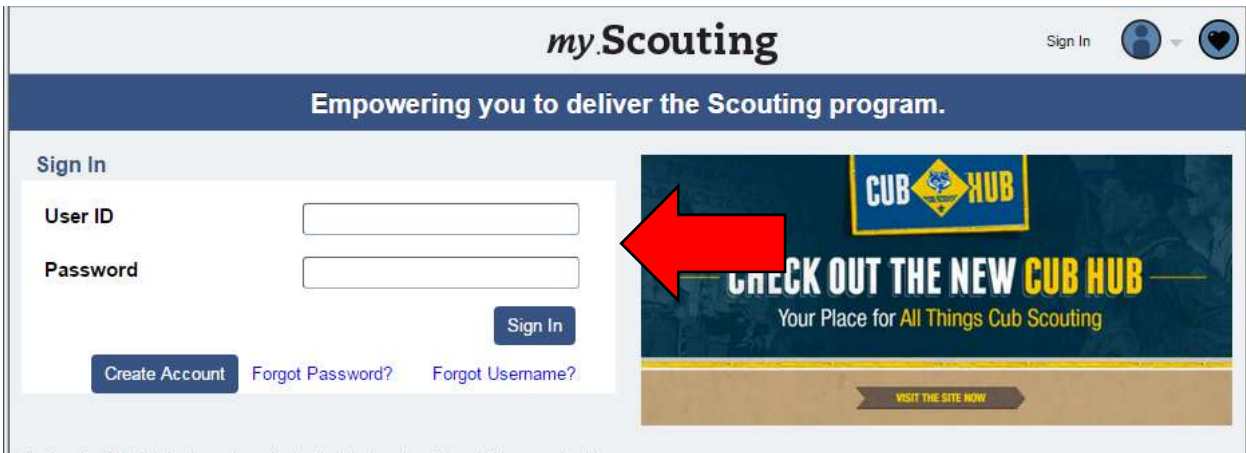 my.Scouting
Sign In
Empowering you to deliver the Scouting program.
Sign In
User ID
Password
Sign In
Create Account Forgot Password? Forgot Username?
CUB HUB
CHECK OUT THE NEW CUB HUB
Your Place for All Things Cub Scouting
VISIT THE SITE NOW